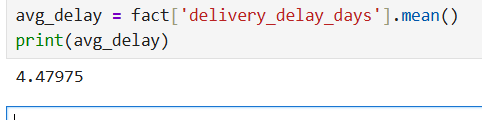 avg_delay = fact['delivery_delay_days'].mean()
print(avg_delay)
4.47975